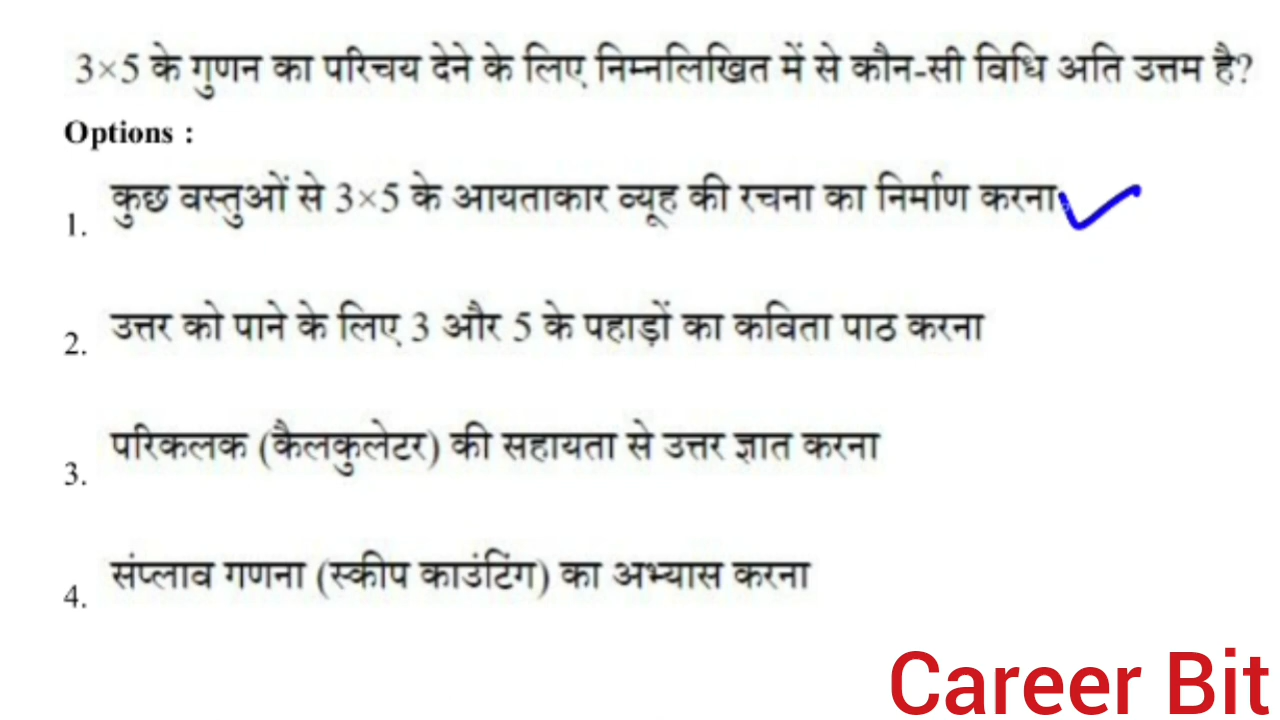 3×5 के गुणन का परिचय देने के लिए निम्नलिखित में से कौन-सी विधि अति उत्तम है?
Options :
1. कुछ वस्तुओं से 3×5 के आयताकार व्यूह की रचना का निर्माण करना
2. उत्तर को पाने के लिए 3 और 5 के पहाड़ों का कविता पाठ करना
3. परिकलक (कैलकुलेटर) की सहायता से उत्तर ज्ञात करना
4. संप्लाव गणना (स्कीप काउंटिंग) का अभ्यास करना
Career Bit